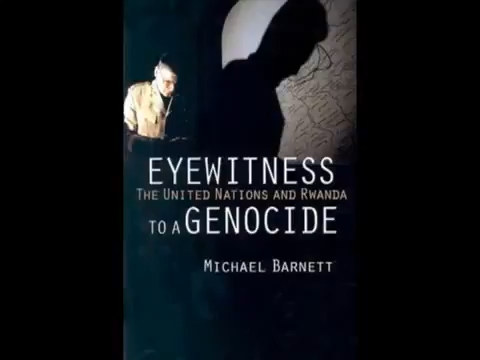 EYEWITNESS
THE UNITED NATIONS AND RWANDA
TO A GENOCIDE
MICHAEL BARNETT